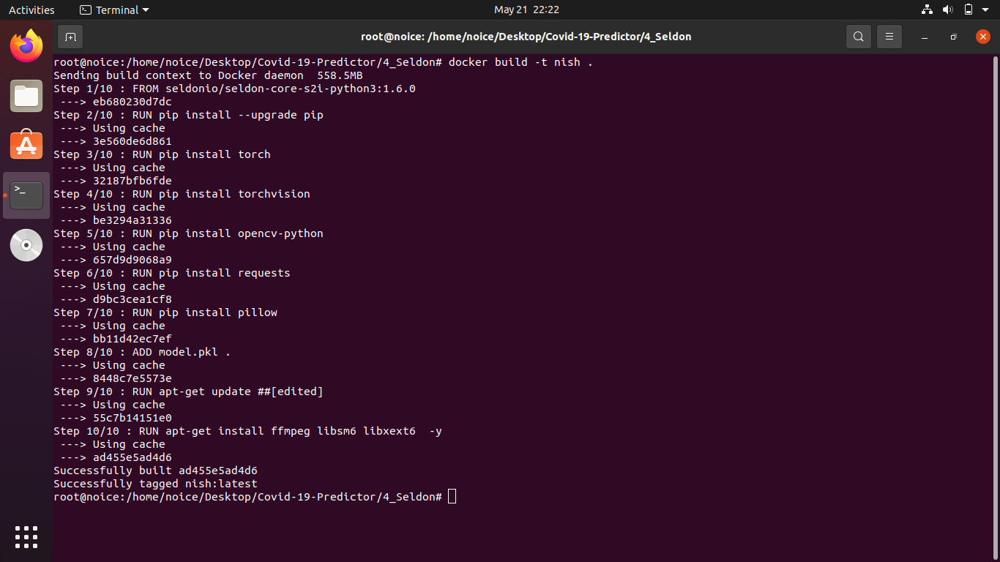 Activities
Terminal
May 21 22:22
root@noice: /home/noice/Desktop/Covid-19-Predictor/4_Seldon
root@noice:/home/noice/Desktop/Covid-19-Predictor/4_Seldon# docker build -t nish .
Sending build context to Docker daemon  558.5MB
Step 1/10 : FROM seldonio/seldon-core-s2i-python3:1.6.0
 ---> eb680230d7dc
Step 2/10 : RUN pip install --upgrade pip
 ---> Using cache
 ---> 3e560de6d861
Step 3/10 : RUN pip install torch
 ---> Using cache
 ---> 32187bfb6fde
Step 4/10 : RUN pip install torchvision
 ---> Using cache
 ---> be3294a31336
Step 5/10 : RUN pip install opencv-python
 ---> Using cache
 ---> 657d9d9068a9
Step 6/10 : RUN pip install requests
 ---> Using cache
 ---> d9bc3cea1cf8
Step 7/10 : RUN pip install pillow
 ---> Using cache
 ---> bb11d42ec7ef
Step 8/10 : ADD model.pkl .
 ---> Using cache
 ---> 8448c7e5573e
Step 9/10 : RUN apt-get update ##[edited]
 ---> Using cache
 ---> 55c7b14151e0
Step 10/10 : RUN apt-get install ffmpeg libsm6 libxext6  -y
 ---> Using cache
 ---> ad455e5ad4d6
Successfully built ad455e5ad4d6
Successfully tagged nish:latest
root@noice:/home/noice/Desktop/Covid-19-Predictor/4_Seldon#